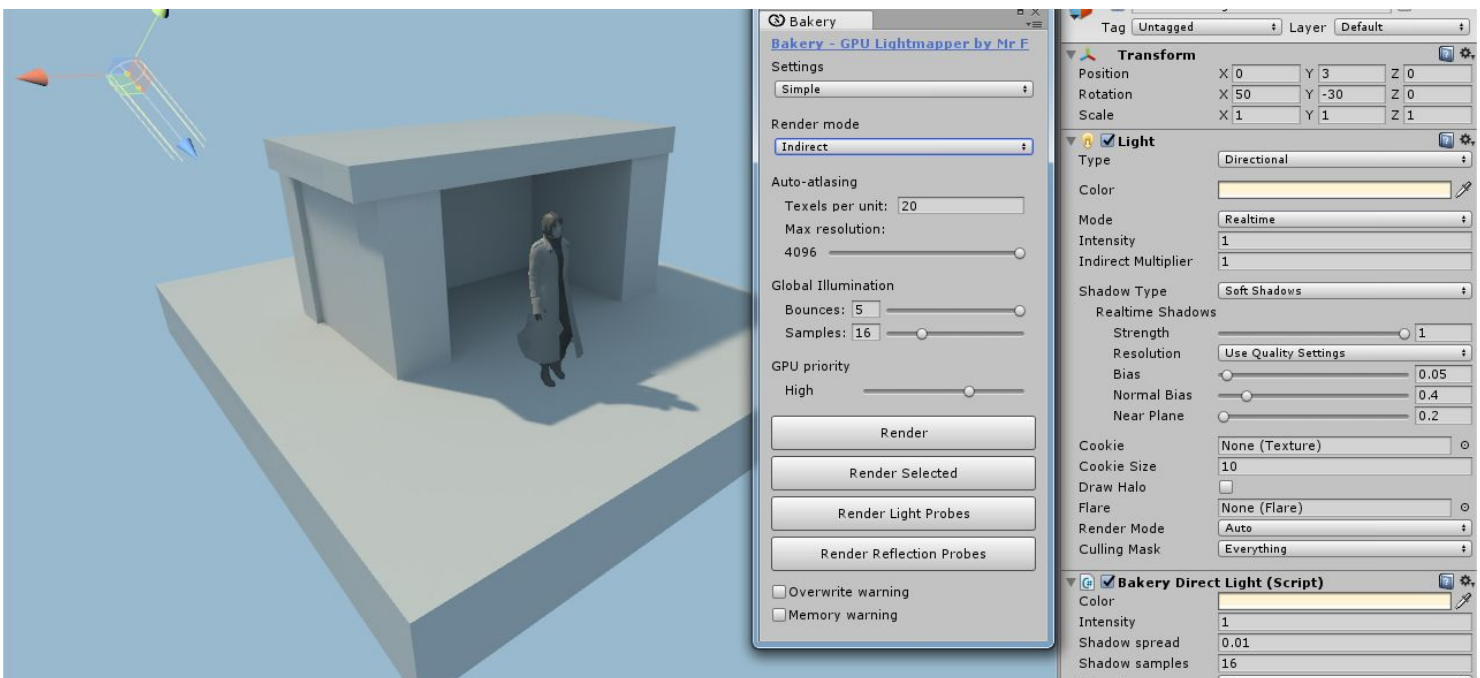 Bakery
Bakery - GPU Lightmapper by Mr F
Settings
Simple
Render mode
Indirect
Auto-atlasing
Texels per unit: 20
Max resolution:
4096
Global Illumination
Bounces: 5
Samples: 16
GPU priority
High
Render
Render Selected
Render Light Probes
Render Reflection Probes
Overwrite warning
Memory warning
Tag Untagged Layer Default
Transform
Position X 0 Y 3 Z 0
Rotation X 50 Y -30 Z 0
Scale X 1 Y 1 Z 1
Light
Type Directional
Color
Mode Realtime
Intensity 1
Indirect Multiplier 1
Shadow Type Soft Shadows
Realtime Shadows
Strength 1
Resolution Use Quality Settings
Bias 0.05
Normal Bias 0.4
Near Plane 0.2
Cookie None (Texture)
Cookie Size 10
Draw Halo
Flare None (Flare)
Render Mode Auto
Culling Mask Everything
Bakery Direct Light (Script)
Color
Intensity 1
Shadow spread 0.01
Shadow samples 16